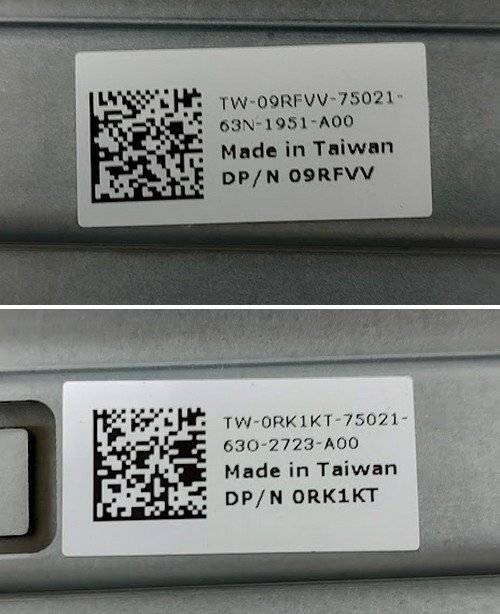 TW-09RFVV-75021-
63N-1951-A00
Made in Taiwan
DP/N 09RFVV
TW-0RK1KT-75021-
63O-2723-A00
Made in Taiwan
DP/N 0RK1KT